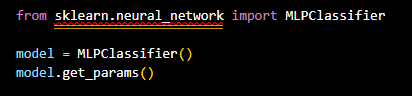 from sklearn.neural_network import MLPClassifier
model = MLPClassifier()
model.get_params()